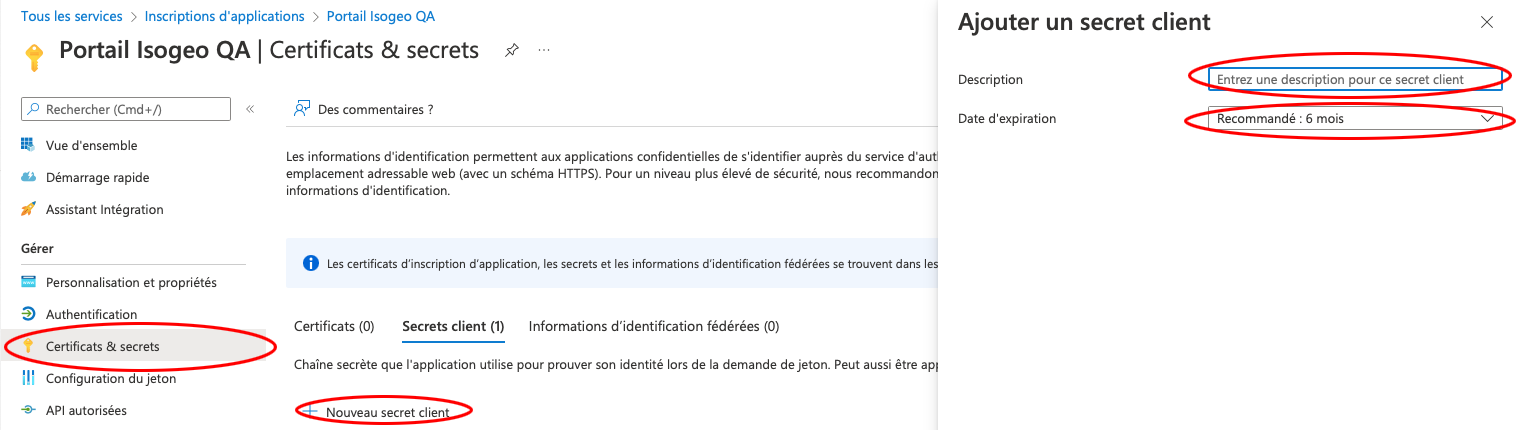 Tous les services > Inscriptions d'applications > Portail Isogeo QA
Portail Isogeo QA | Certificats & secrets ...
Rechercher (Cmd+/)
Vue d'ensemble
Démarrage rapide
Assistant Intégration
Gérer
Personnalisation et propriétés
Authentification
Certificats & secrets
Configuration du jeton
API autorisées
Des commentaires ?
Les informations d'identification permettent aux applications confidentielles de s'identifier auprès du service d'aut
emplacement adressable web (avec un schéma HTTPS). Pour un niveau plus élevé de sécurité, nous recommandon
informations d'identification.
Les certificats d’inscription d’application, les secrets et les informations d’identification fédérées se trouvent dans les
Certificats (0) Secrets client (1) Informations d’identification fédérées (0)
Chaîne secrète que l'application utilise pour prouver son identité lors de la demande de jeton. Peut aussi être app
+ Nouveau secret client
Ajouter un secret client
Description
Entrez une description pour ce secret client
Date d'expiration
Recommandé : 6 mois